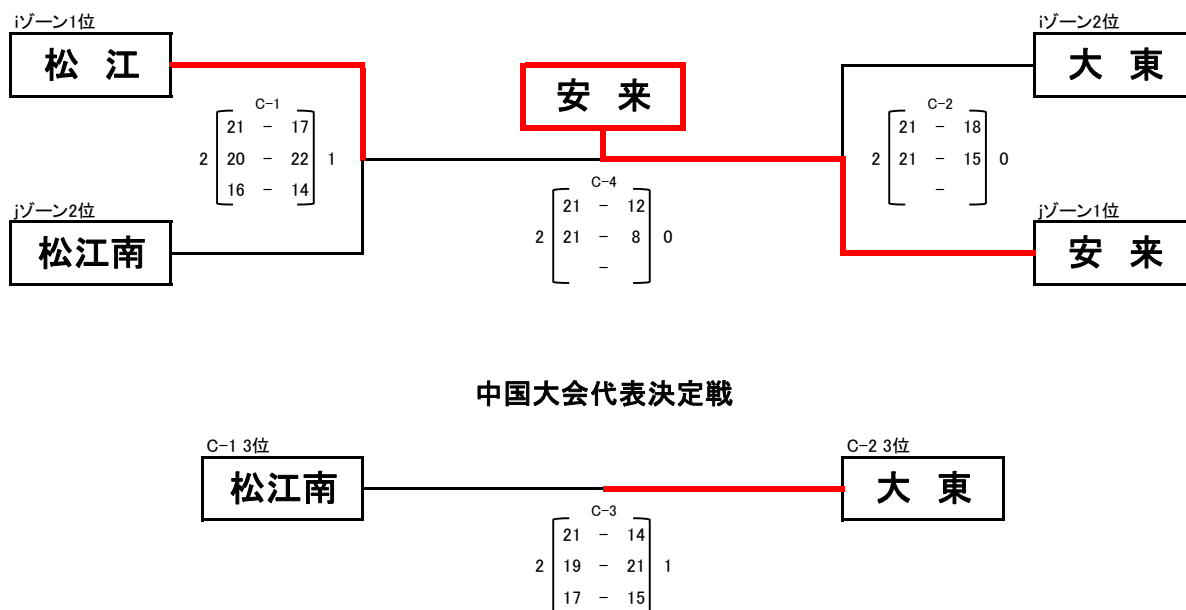 iゾーン1位
iゾーン2位
松 江
安 来
大 東
C-1
21 - 17
2 20 - 22 1
16 - 14
C-2
21 - 18
2 21 - 15 0
-
C-4
21 - 12
2 21 - 8 0
-
jゾーン2位
jゾーン1位
松江南
安 来
中国大会代表決定戦
C-1 3位
C-2 3位
松江南
大 東
C-3
21 - 14
2 19 - 21 1
17 - 15